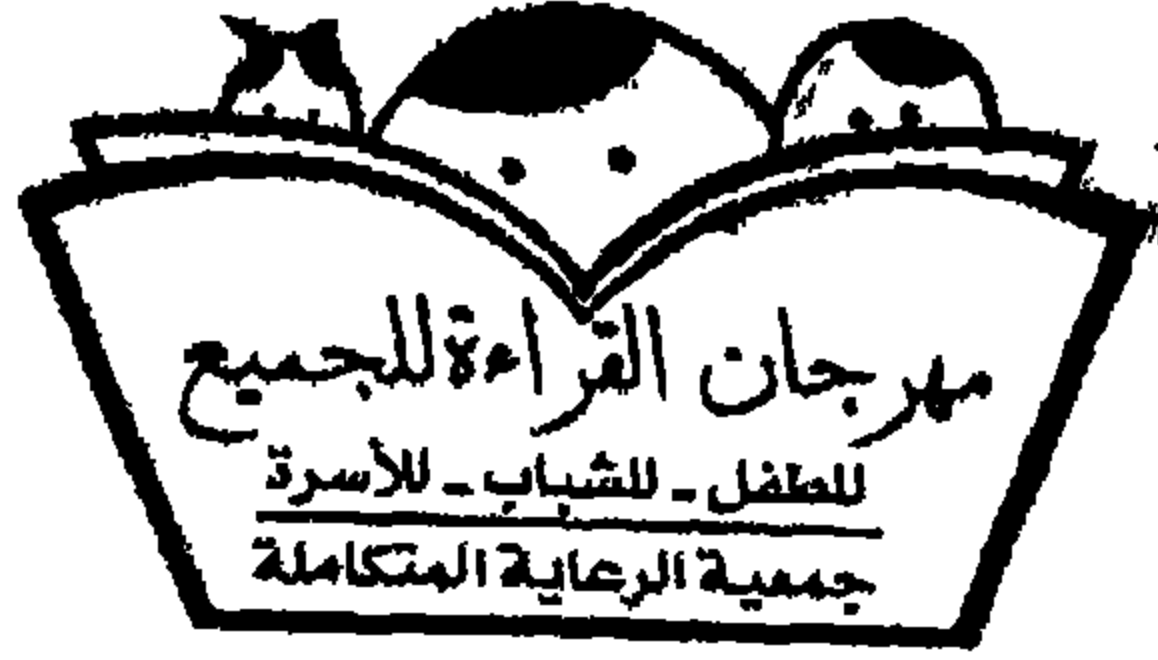 مهرجان القراءة للجميع
للطفل - للشباب - للأسرة
جمعية الرعاية المتكاملة